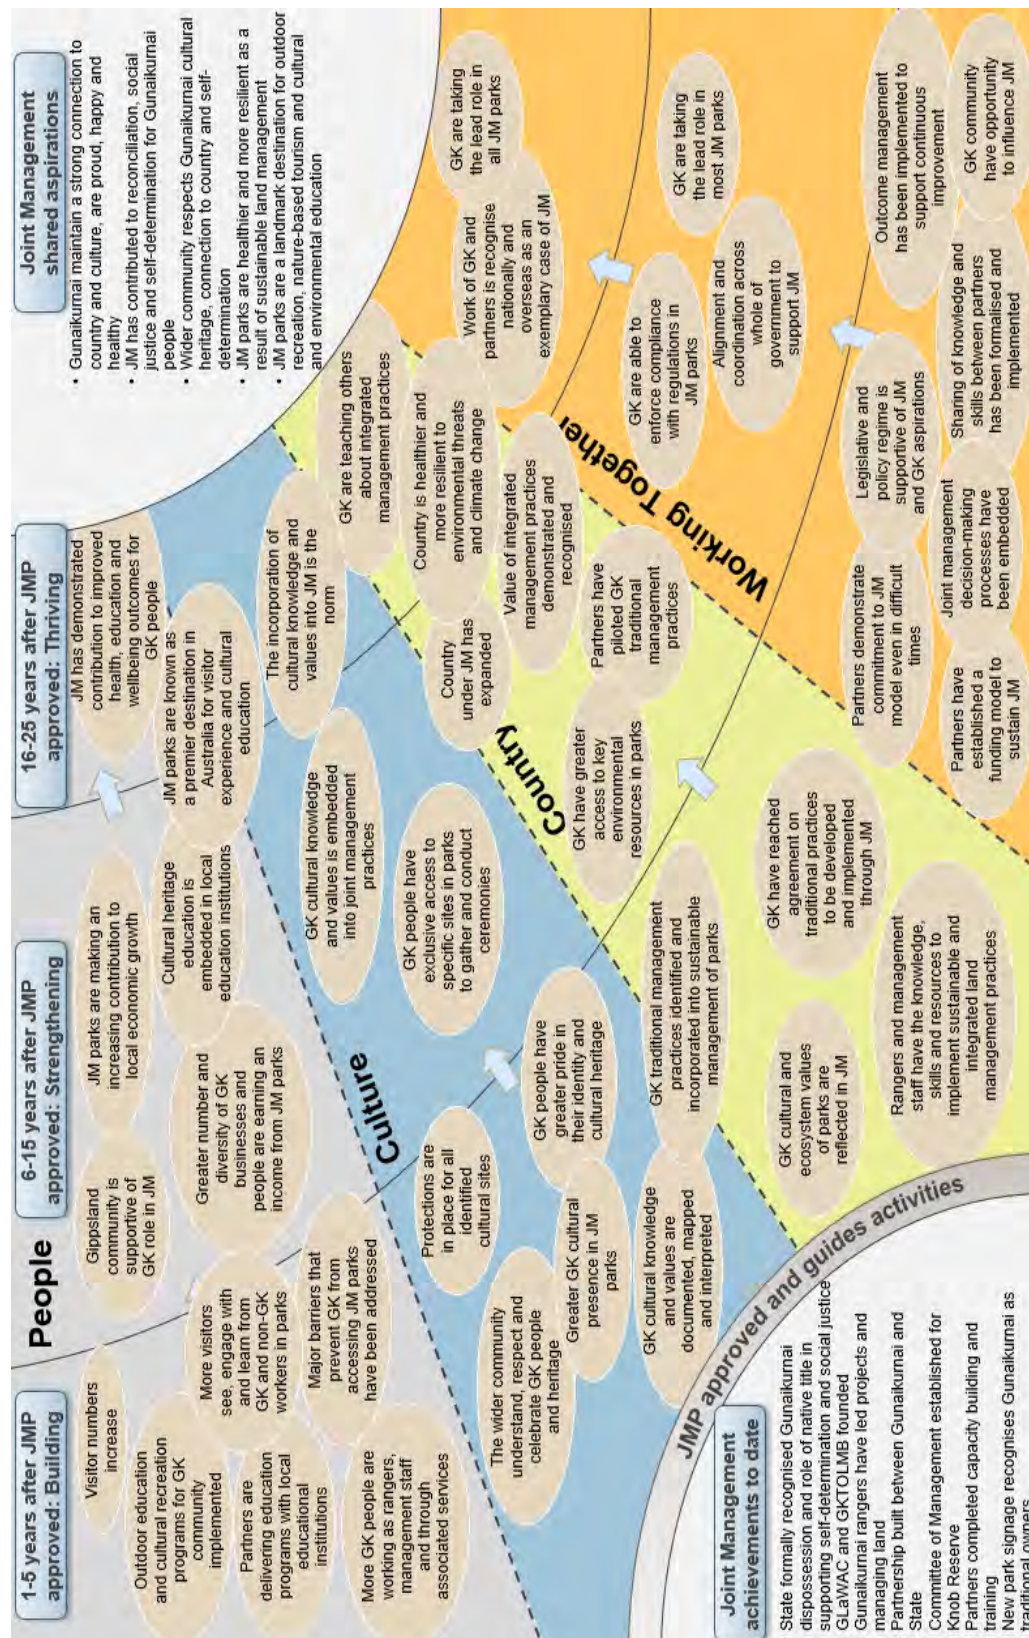 1-5 years after JMP
approved: Building
6-15 years after JMP
approved: Strengthening
16-25 years after JMP
approved: Thriving
Joint Management
shared aspirations
• Gunaikurnai maintain a strong connection to
country and culture, are proud, happy and
healthy
• JM has contributed to reconciliation, social
justice and self-determination for Gunaikurnai
people
• Wider community respects Gunaikurnai cultural
heritage, connection to country and self-
determination
• JM parks are healthier and more resilient as a
result of sustainable land management
• JM parks are a landmark destination for outdoor
recreation, nature-based tourism and cultural
and environmental education
People
Visitor numbers
increase
Outdoor education
and cultural recreation
programs for GK
community
implemented
Partners are
delivering education
programs with local
educational
institutions
More GK people are
working as rangers,
management staff
and through
associated services
More visitors
see, engage with
and learn from
GK and non-GK
workers in parks
Major barriers that
prevent GK from
accessing JM parks
have been addressed
Gippsland
community is
supportive of
GK role in JM
Greater number and
diversity of GK
businesses and
people are earning an
income from JM parks
JM parks are making an
increasing contribution to
local economic growth
Cultural heritage
education is
embedded in local
education institutions
JM has demonstrated
contribution to improved
health, education and
wellbeing outcomes for
GK people
JM parks are known as
a premier destination in
Australia for visitor
experience and cultural
education
Culture
The wider community
understand, respect and
celebrate GK people
and heritage
Greater GK cultural
presence in JM
parks
GK cultural knowledge
and values are
documented, mapped
and interpreted
Protections are
in place for all
identified
cultural sites
GK people have
greater pride in
their identity and
cultural heritage
GK people have
exclusive access to
specific sites in parks
to gather and conduct
ceremonies
GK cultural knowledge
and values is embedded
into joint management
practices
The incorporation of
cultural knowledge and
values into JM is the
norm
Country
GK traditional management
practices identified and
incorporated into sustainable
management of parks
GK cultural and
ecosystem values
of parks are
reflected in JM
Rangers and management
staff have the knowledge,
skills and resources to
implement sustainable and
integrated land
management practices
GK have reached
agreement on
traditional practices
to be developed
and implemented
through JM
GK have greater
access to key
environmental
resources in parks
Partners have
piloted GK
traditional
management
practices
Country
under JM has
expanded
Value of integrated
management practices
demonstrated and
recognised
Country is healthier and
more resilient to
environmental threats
and climate change
GK are teaching others
about integrated
management practices
Working Together
Partners have
established a
funding model to
sustain JM
Partners demonstrate
commitment to JM
model even in difficult
times
Joint management
decision-making
processes have
been embedded
Legislative and
policy regime is
supportive of JM
and GK aspirations
Sharing of knowledge and
skills between partners
has been formalised and
implemented
Outcome management
has been implemented to
support continuous
improvement
GK community
have opportunity
to influence JM
Alignment and
coordination across
whole of
government to
support JM
GK are able to
enforce compliance
with regulations in
JM parks
GK are taking
the lead role in
most JM parks
Work of GK and
partners is recognise
nationally and
overseas as an
exemplary case of JM
GK are taking
the lead role in
all JM parks
JMP approved and guides activities
Joint Management
achievements to date
State formally recognised Gunaikurnai
dispossession and role of native title in
supporting self-determination and social justice
GLaWAC and GKTOLMB founded
Gunaikurnai rangers have led projects and
managing land
Partnership built between Gunaikurnai and
State
Committee of Management established for
Knob Reserve
Partners completed capacity building and
training
New park signage recognises Gunaikurnai as
traditional owners